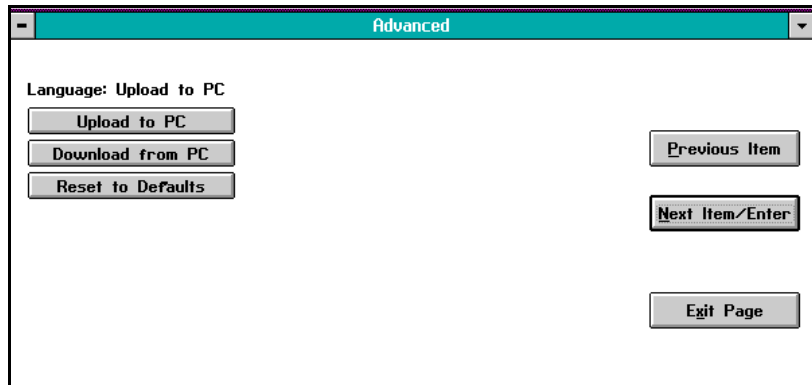 Advanced
Language: Upload to PC
Upload to PC
Download from PC
Reset to Defaults
Previous Item
Next Item/Enter
Exit Page